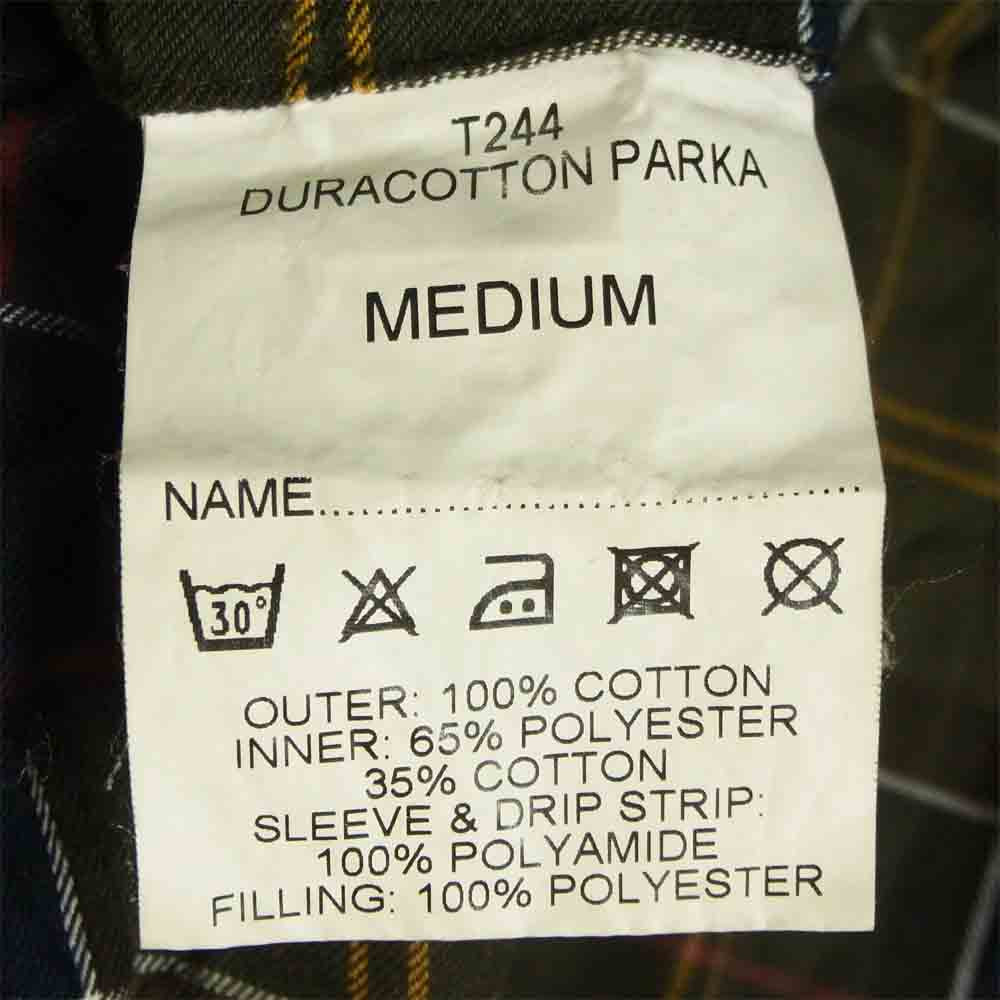 T244
DURACOTTON PARKA
MEDIUM
NAME................................................
30°
OUTER: 100% COTTON
INNER: 65% POLYESTER
35% COTTON
SLEEVE & DRIP STRIP:
100% POLYAMIDE
FILLING: 100% POLYESTER